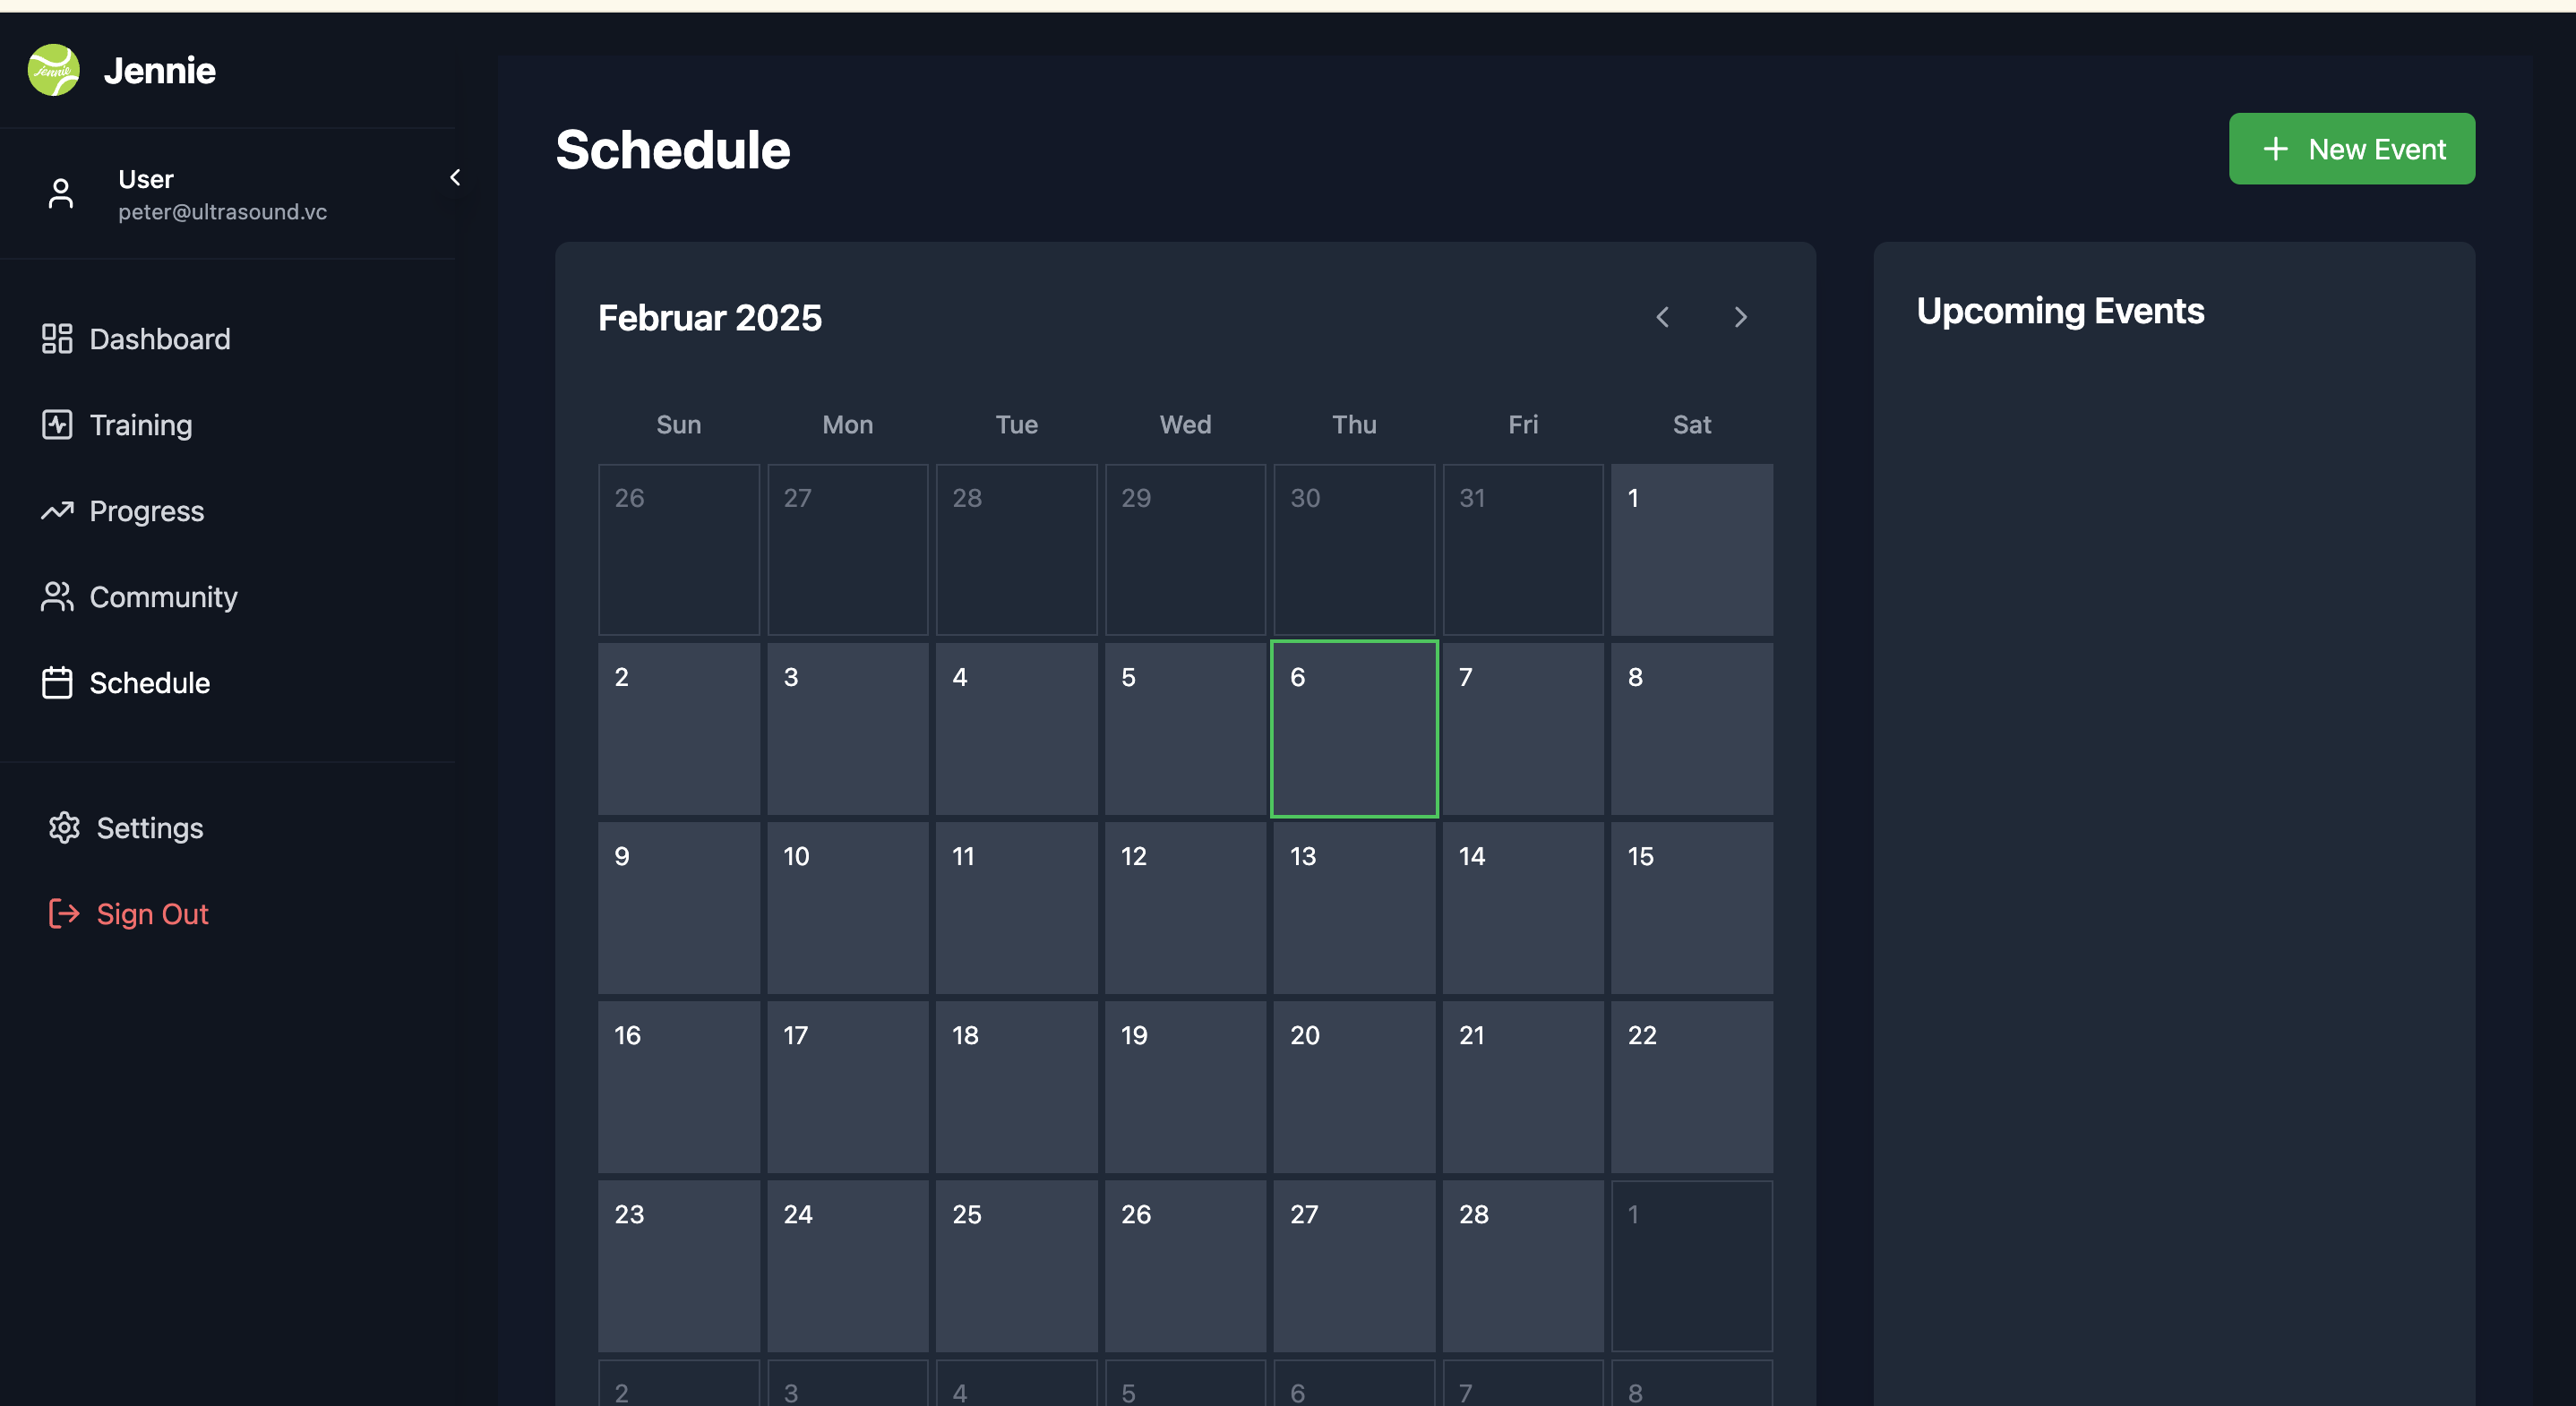 jennie
Jennie
User
peter@ultrasound.vc
Dashboard
Training
Progress
Community
Schedule
Settings
Sign Out
Schedule
New Event
Februar 2025
Sun Mon Tue Wed Thu Fri Sat
26 27 28 29 30 31 1
2 3 4 5 6 7 8
9 10 11 12 13 14 15
16 17 18 19 20 21 22
23 24 25 26 27 28 1
2 3 4 5 6 7 8
Upcoming Events